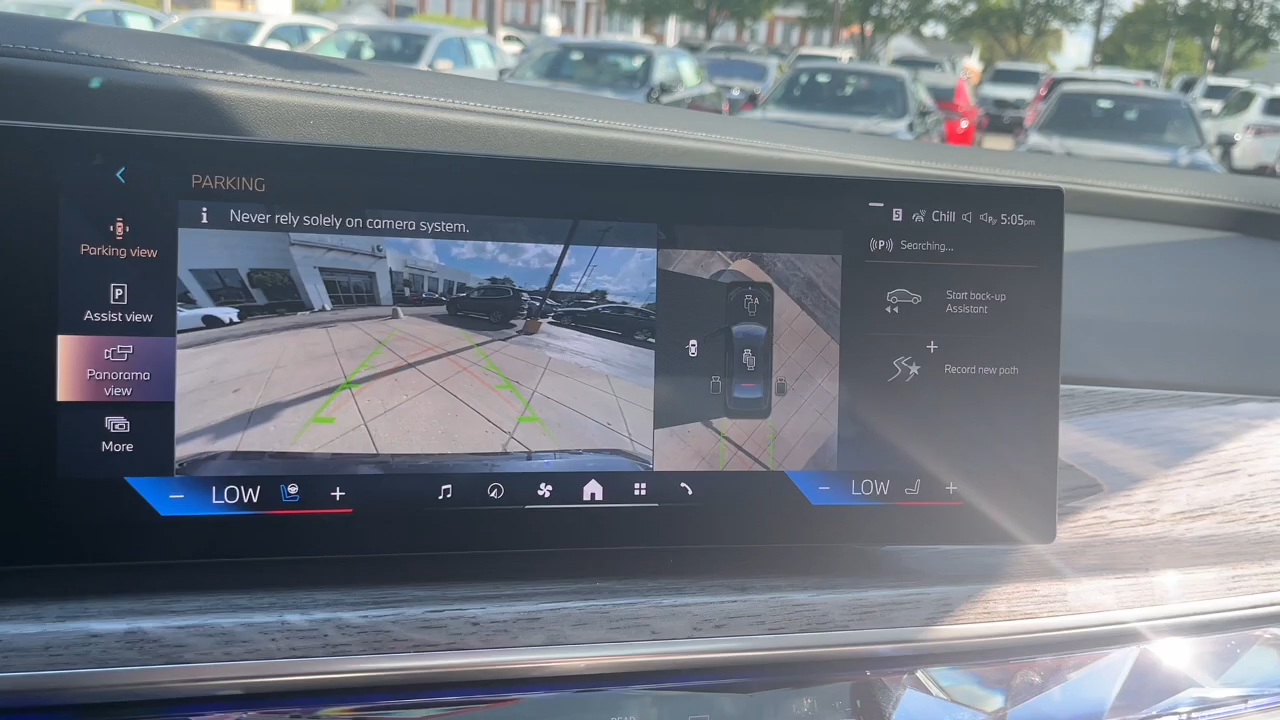 PARKING
Never rely solely on camera system.
Parking view
Assist view
Panorama
view
More
S
Chill
5:05pm
(P) Searching...
Start back-up
Assistant
Record new path
LOW
LOW
REAR